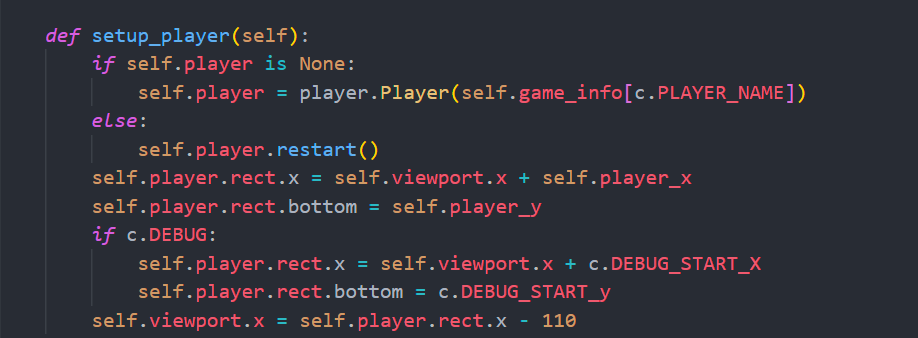 def setup_player(self):
    if self.player is None:
        self.player = player.Player(self.game_info[c.PLAYER_NAME])
    else:
        self.player.restart()
    self.player.rect.x = self.viewport.x + self.player_x
    self.player.rect.bottom = self.player_y
    if c.DEBUG:
        self.player.rect.x = self.viewport.x + c.DEBUG_START_X
        self.player.rect.bottom = c.DEBUG_START_y
    self.viewport.x = self.player.rect.x - 110